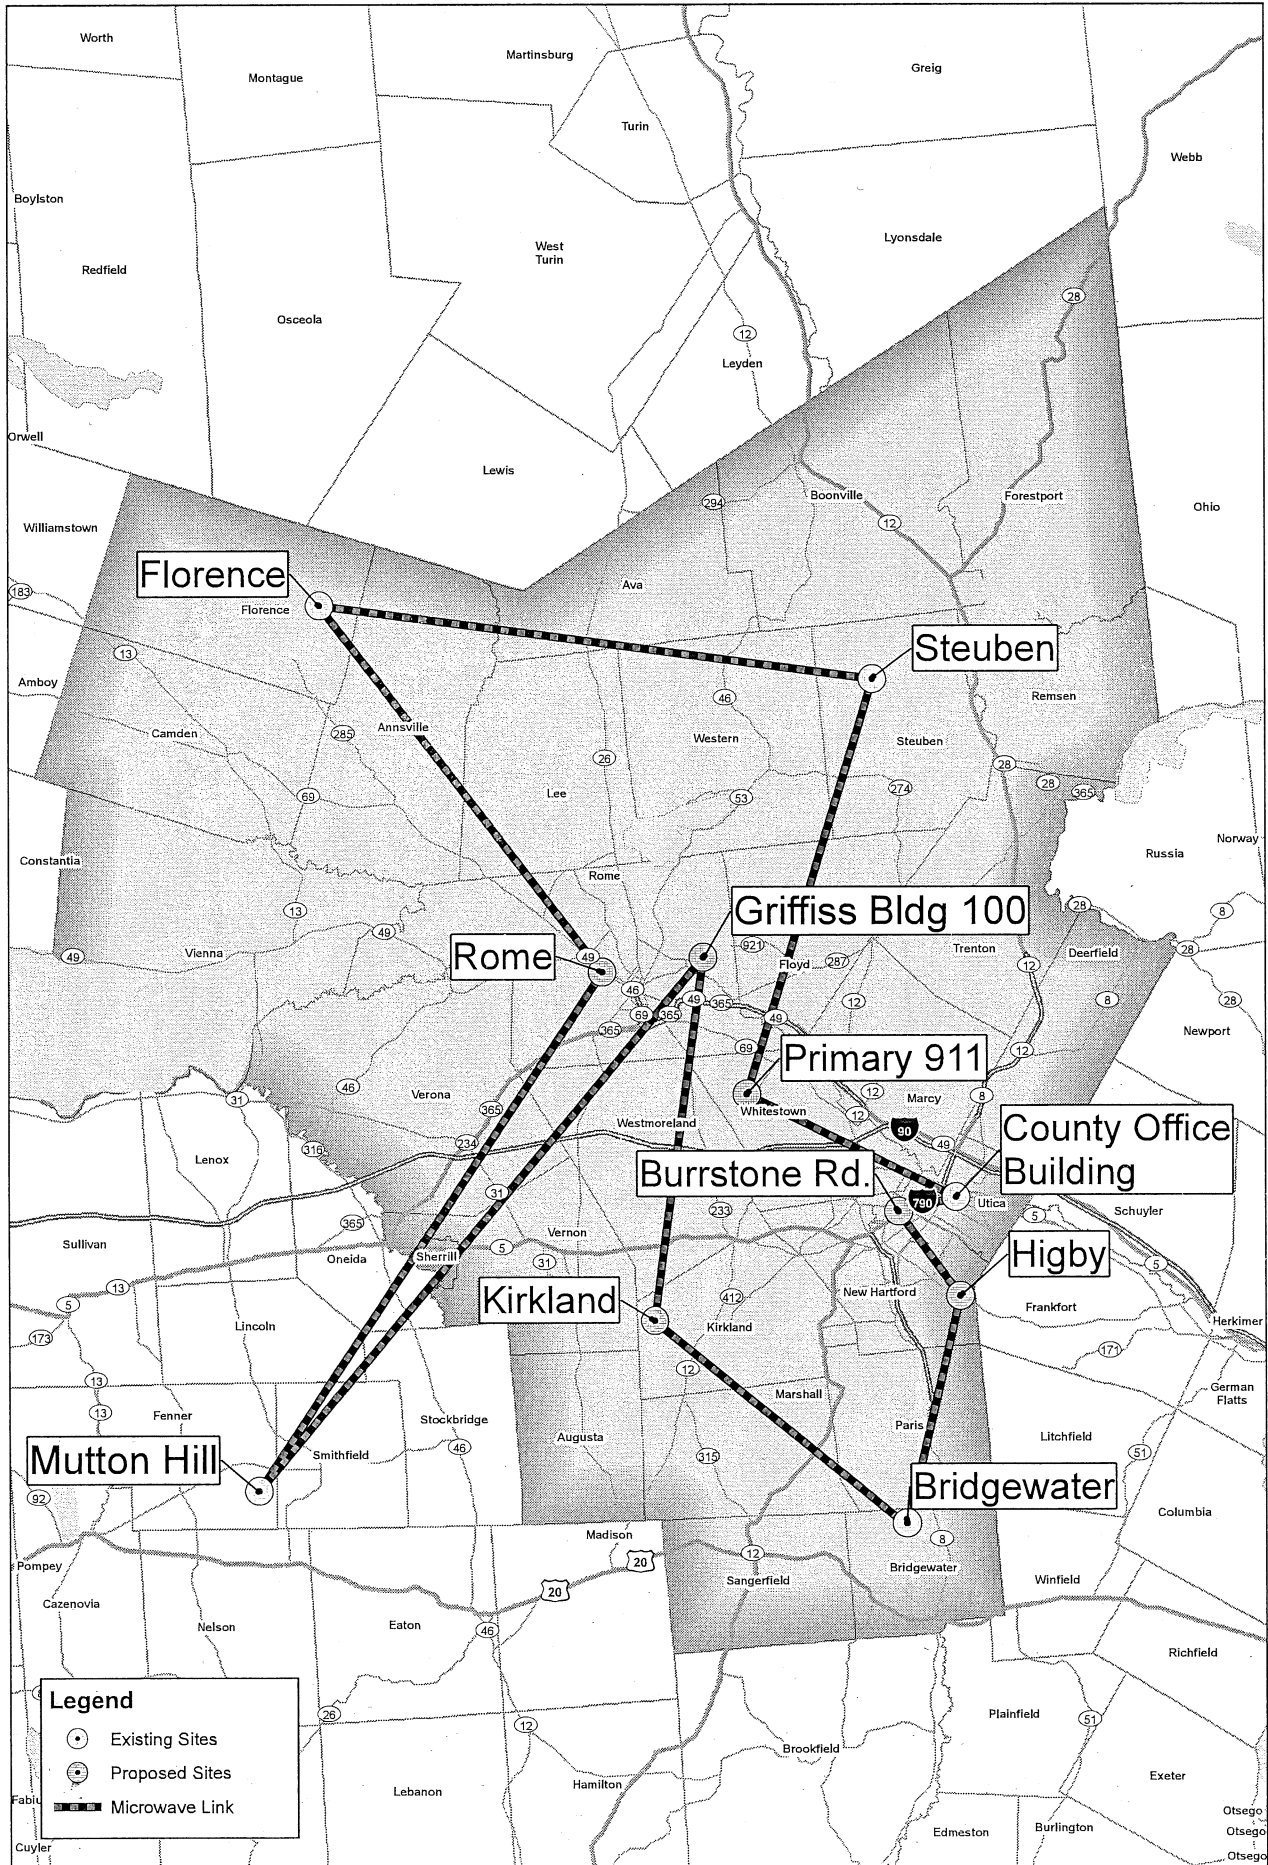 Worth
Montague
Martinsburg
Greig
Turin
Webb
Boylston
West
Turin
Lyonsdale
Redfield
Osceola
28
12
Leyden
Orwell
Lewis
294
Boonville
Forestport
12
Ohio
Williamstown
Florence
Ava
183
Florence
Steuben
13
Amboy
46
Remsen
Camden
285
Annsville
Western
Steuben
26
28
28
365
69
Lee
53
274
Constantia
Russia
Norway
Rome
13
Griffiss Bldg 100
28
8
49
49
Vienna
Rome
49
921
Floyd
287
Trenton
12
Deerfield
28
46
49
365
12
8
28
69
365
365
49
Newport
69
12
Primary 911
46
Verona
31
365
Whitestown
12
12
Marcy
8
Westmoreland
90
County Office
Building
316
234
49
Lenox
Burrstone Rd.
31
790
Utica
365
233
5
Schuyler
Sullivan
Oneida
Sherrill
5
Vernon
31
Higby
5
13
5
Kirkland
412
New Hartford
Frankfort
173
Lincoln
Kirkland
Herkimer
171
13
12
Marshall
German
Flatts
13
Fenner
Stockbridge
Paris
Augusta
Litchfield
Mutton Hill
Smithfield
46
315
51
92
Bridgewater
Columbia
Madison
8
Pompey
20
12
Bridgewater
20
Sangerfield
Winfield
Cazenovia
Nelson
Eaton
46
Richfield
Legend
Existing Sites
Proposed Sites
Microwave Link
26
12
Plainfield
51
Brookfield
Lebanon
Hamilton
Exeter
Fabiu
Otsego
Edmeston
Burlington
Otsego
Cuyler
Otsego